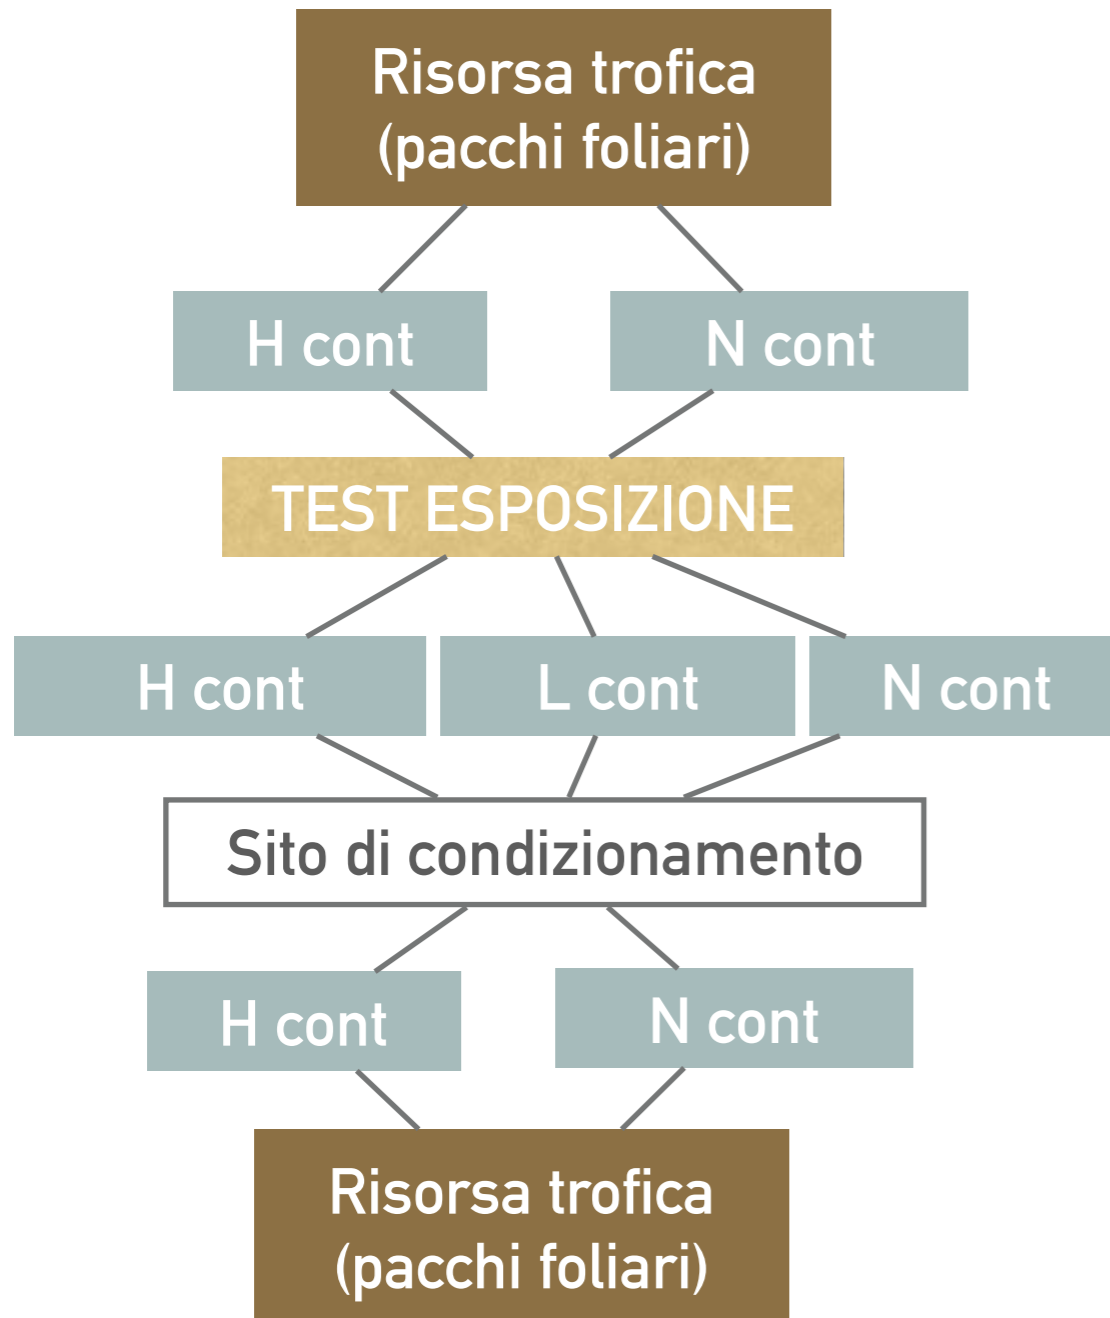 Risorsa trofica
(pacchi foliari)
H cont
N cont
TEST ESPOSIZIONE
H cont
L cont
N cont
Sito di condizionamento
H cont
N cont
Risorsa trofica
(pacchi foliari)